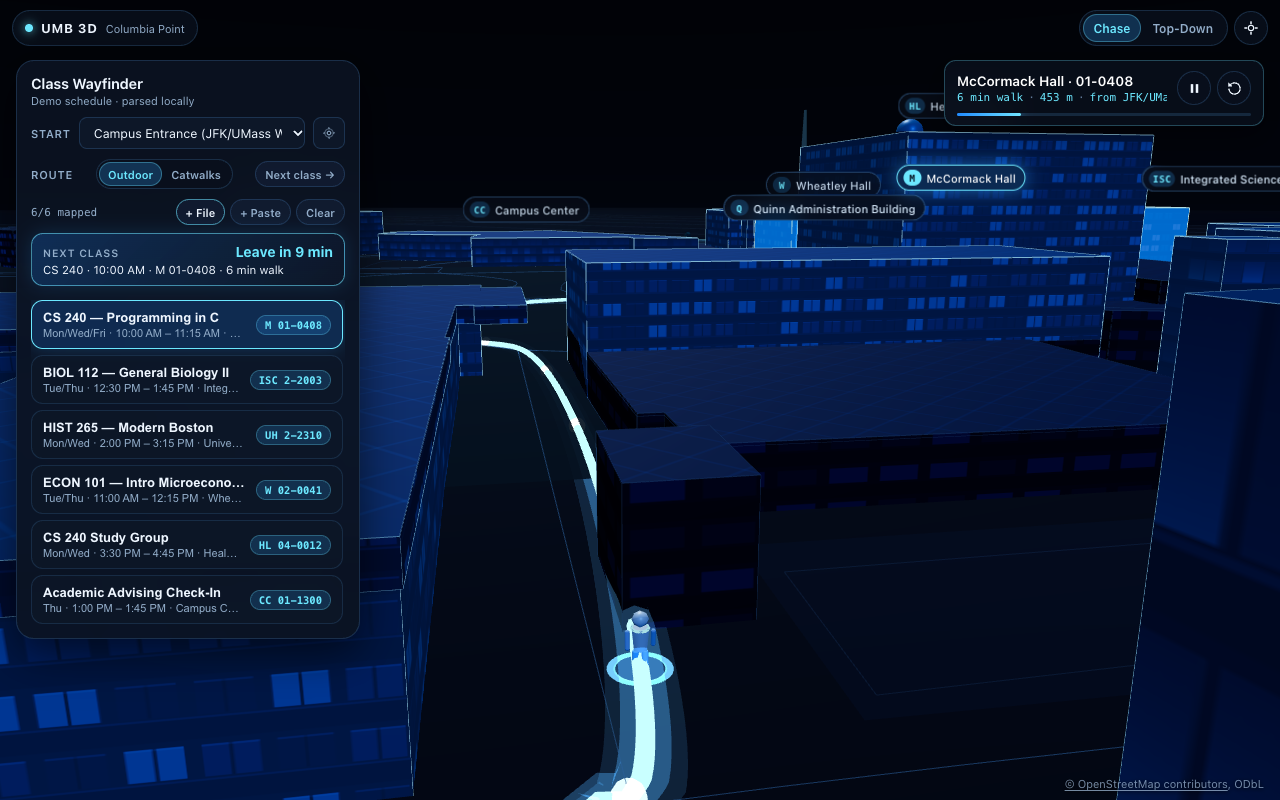 UMB 3D Columbia Point
Chase Top-Down
Class Wayfinder
Demo schedule · parsed locally
START Campus Entrance (JFK/UMass W
ROUTE Outdoor Catwalks Next class →
6/6 mapped + File + Paste Clear
NEXT CLASS Leave in 9 min
CS 240 · 10:00 AM · M 01-0408 · 6 min walk
CS 240 — Programming in C
Mon/Wed/Fri · 10:00 AM – 11:15 AM · …
M 01-0408
BIOL 112 — General Biology II
Tue/Thu · 12:30 PM – 1:45 PM · Integ…
ISC 2-2003
HIST 265 — Modern Boston
Mon/Wed · 2:00 PM – 3:15 PM · Unive…
UH 2-2310
ECON 101 — Intro Microecono…
Tue/Thu · 11:00 AM – 12:15 PM · Whe…
W 02-0041
CS 240 Study Group
Mon/Wed · 3:30 PM – 4:45 PM · Heal…
HL 04-0012
Academic Advising Check-In
Thu · 1:00 PM – 1:45 PM · Campus C…
CC 01-1300
McCormack Hall · 01-0408
6 min walk · 453 m · from JFK/UMa
HL He
M McCormack Hall
ISC Integrated Science
W Wheatley Hall
CC Campus Center
Q Quinn Administration Building
© OpenStreetMap contributors, ODbL